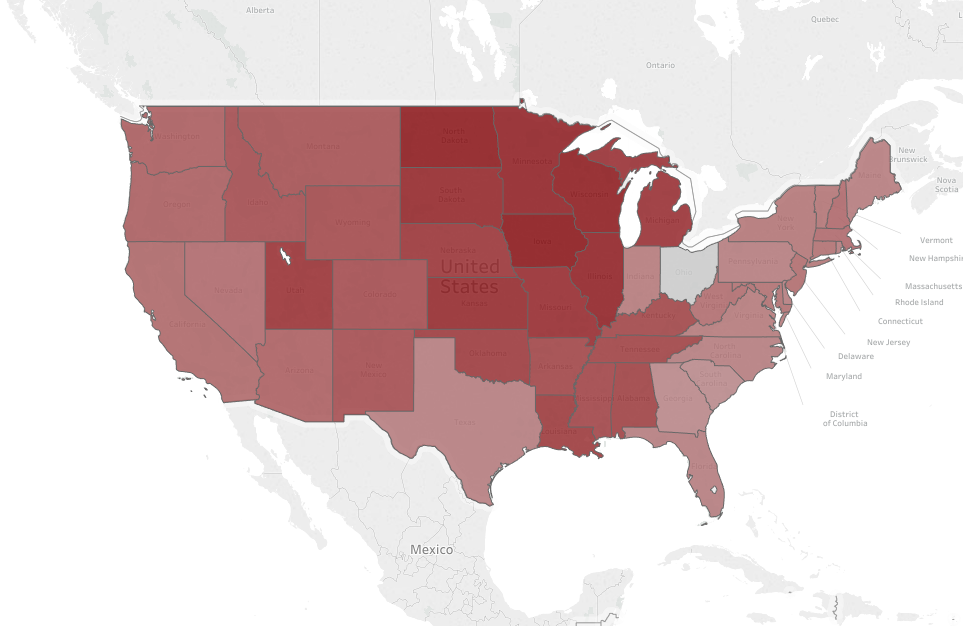 Alberta
Quebec
Ontario
New
Brunswick
Nova
Scotia
Washington
Montana
North
Dakota
Minnesota
Maine
Oregon
Idaho
South
Dakota
Wisconsin
Michigan
New
York
Wyoming
Vermont
New Hampshire
Nebraska
Iowa
United
States
Pennsylvania
Nevada
Utah
Colorado
Kansas
Illinois
Indiana
Ohio
Massachusetts
Rhode Island
Connecticut
West
Virginia
Virginia
California
Missouri
Kentucky
New Jersey
Delaware
Maryland
Arizona
New
Mexico
Oklahoma
Arkansas
Tennessee
North
Carolina
South
Carolina
District
of Columbia
Texas
Mississippi
Alabama
Georgia
Louisiana
Florida
Mexico